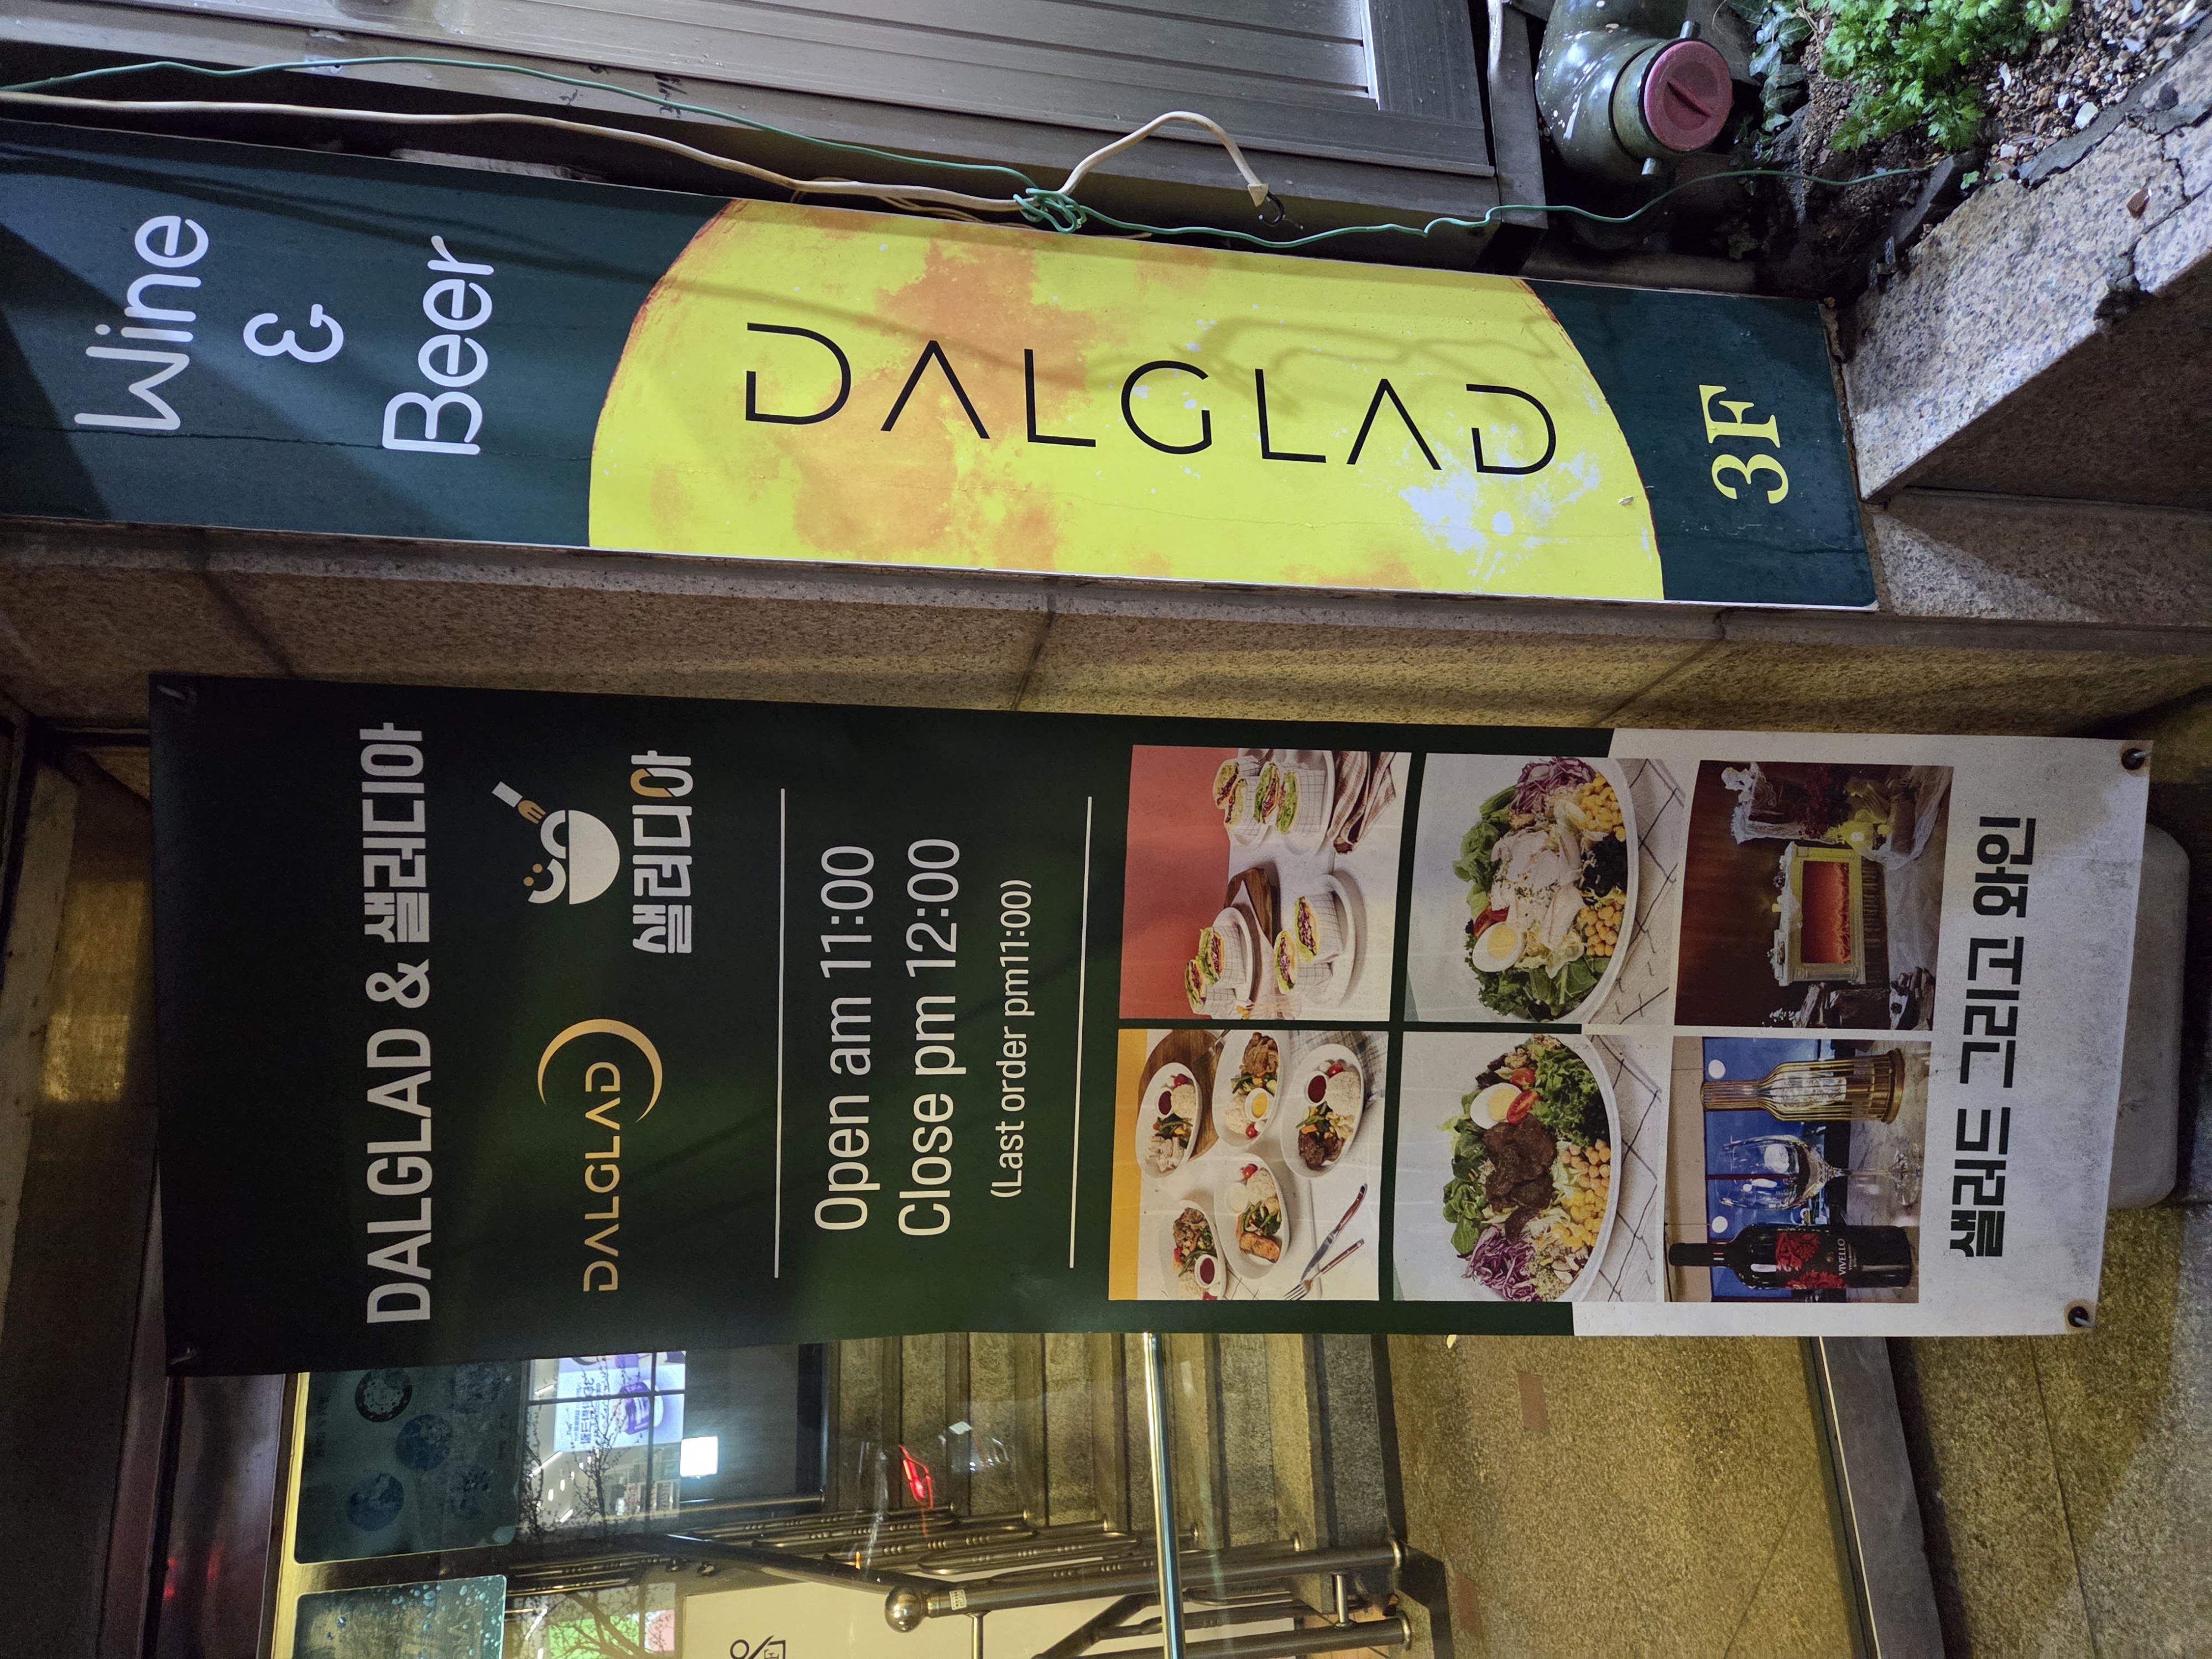 Wine
&
Beer
DALGLAD
3F
DALGLAD & 샐러디아
DALGLAD
샐러디아
Open am 11:00
Close pm 12:00
(Last order pm11:00)
VIVELLO
샐러드 그리고 와인